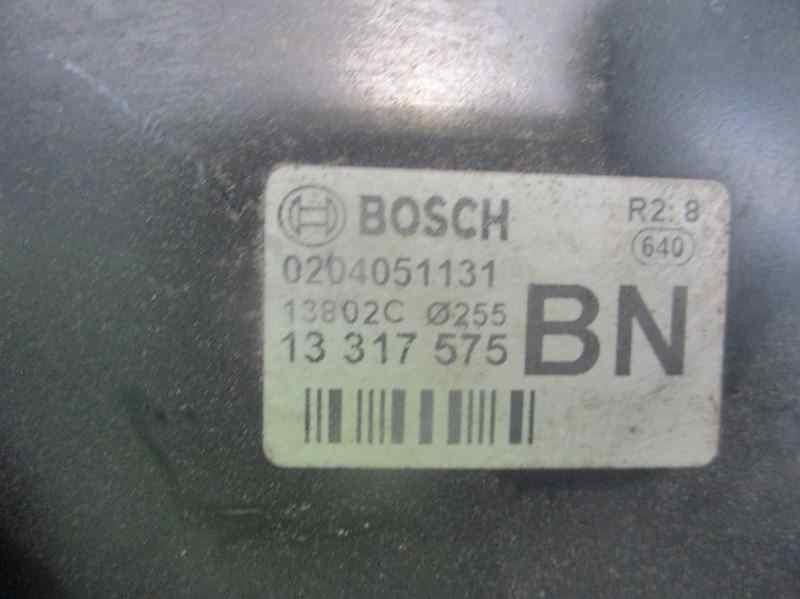 BOSCH R2: 8
640
0204051131
13802C Ø255
13 317 575 BN